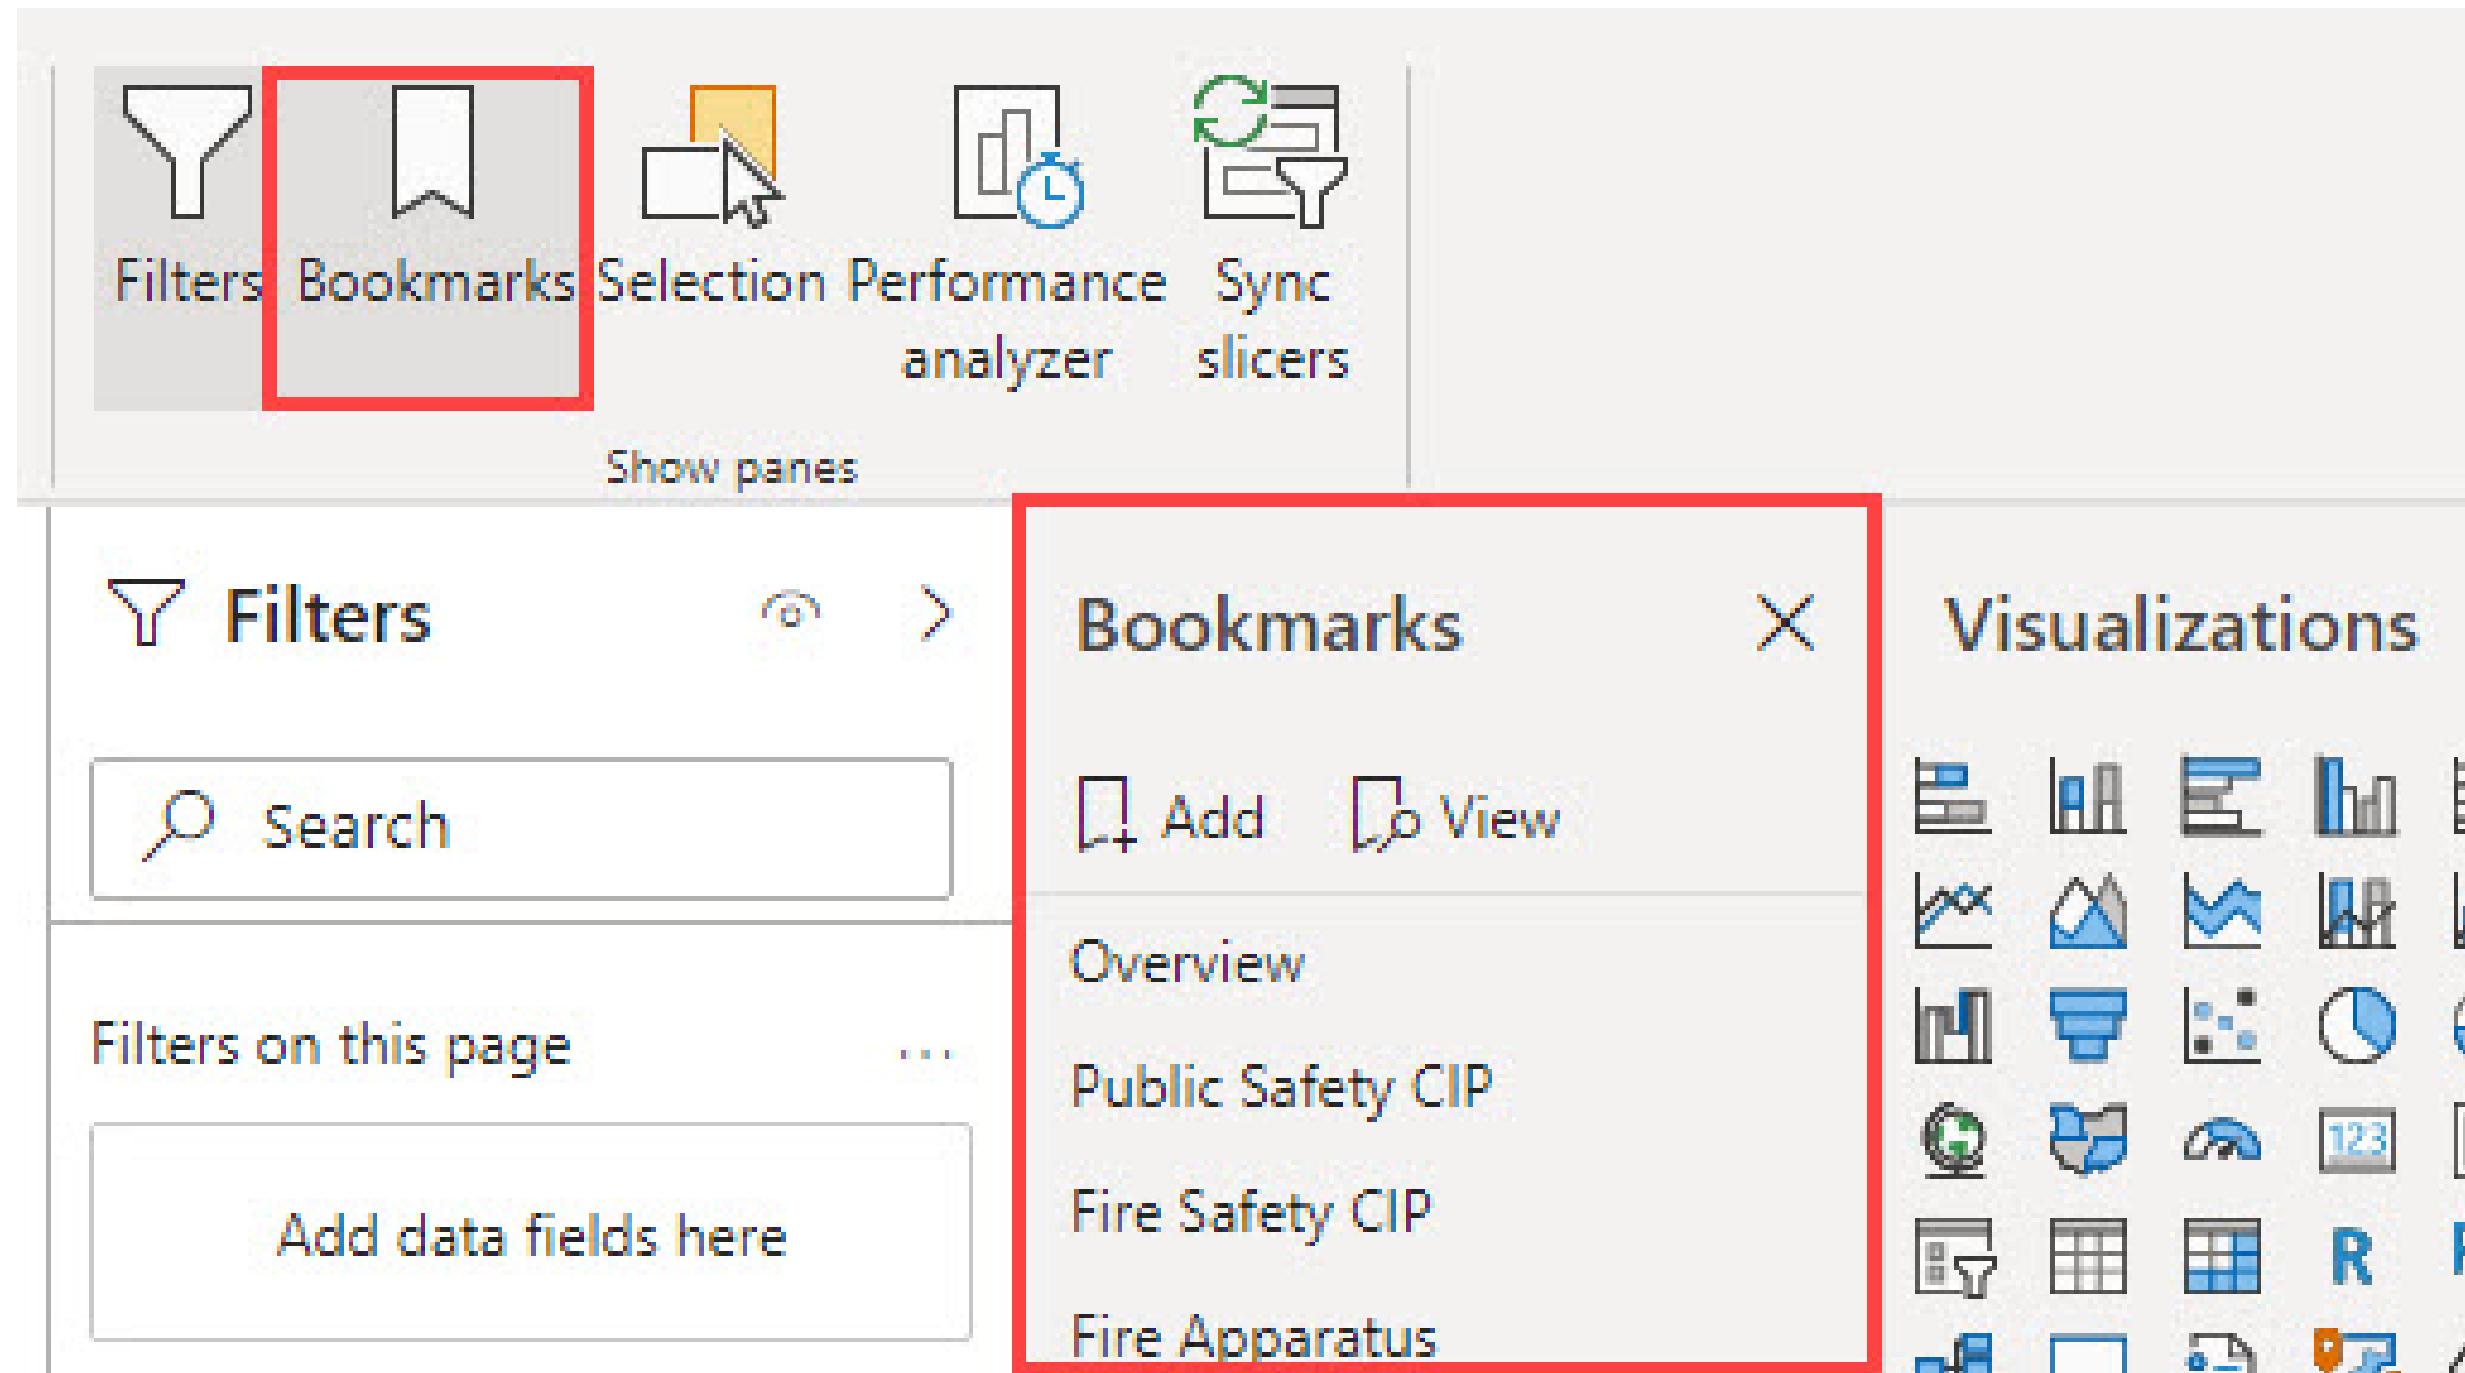 Filters Bookmarks Selection Performance analyzer Sync slicers
Show panes
Filters
Search
Filters on this page ...
Add data fields here
Bookmarks
Add View
Overview
Public Safety CIP
Fire Safety CIP
Fire Apparatus
Visualizations
123
R